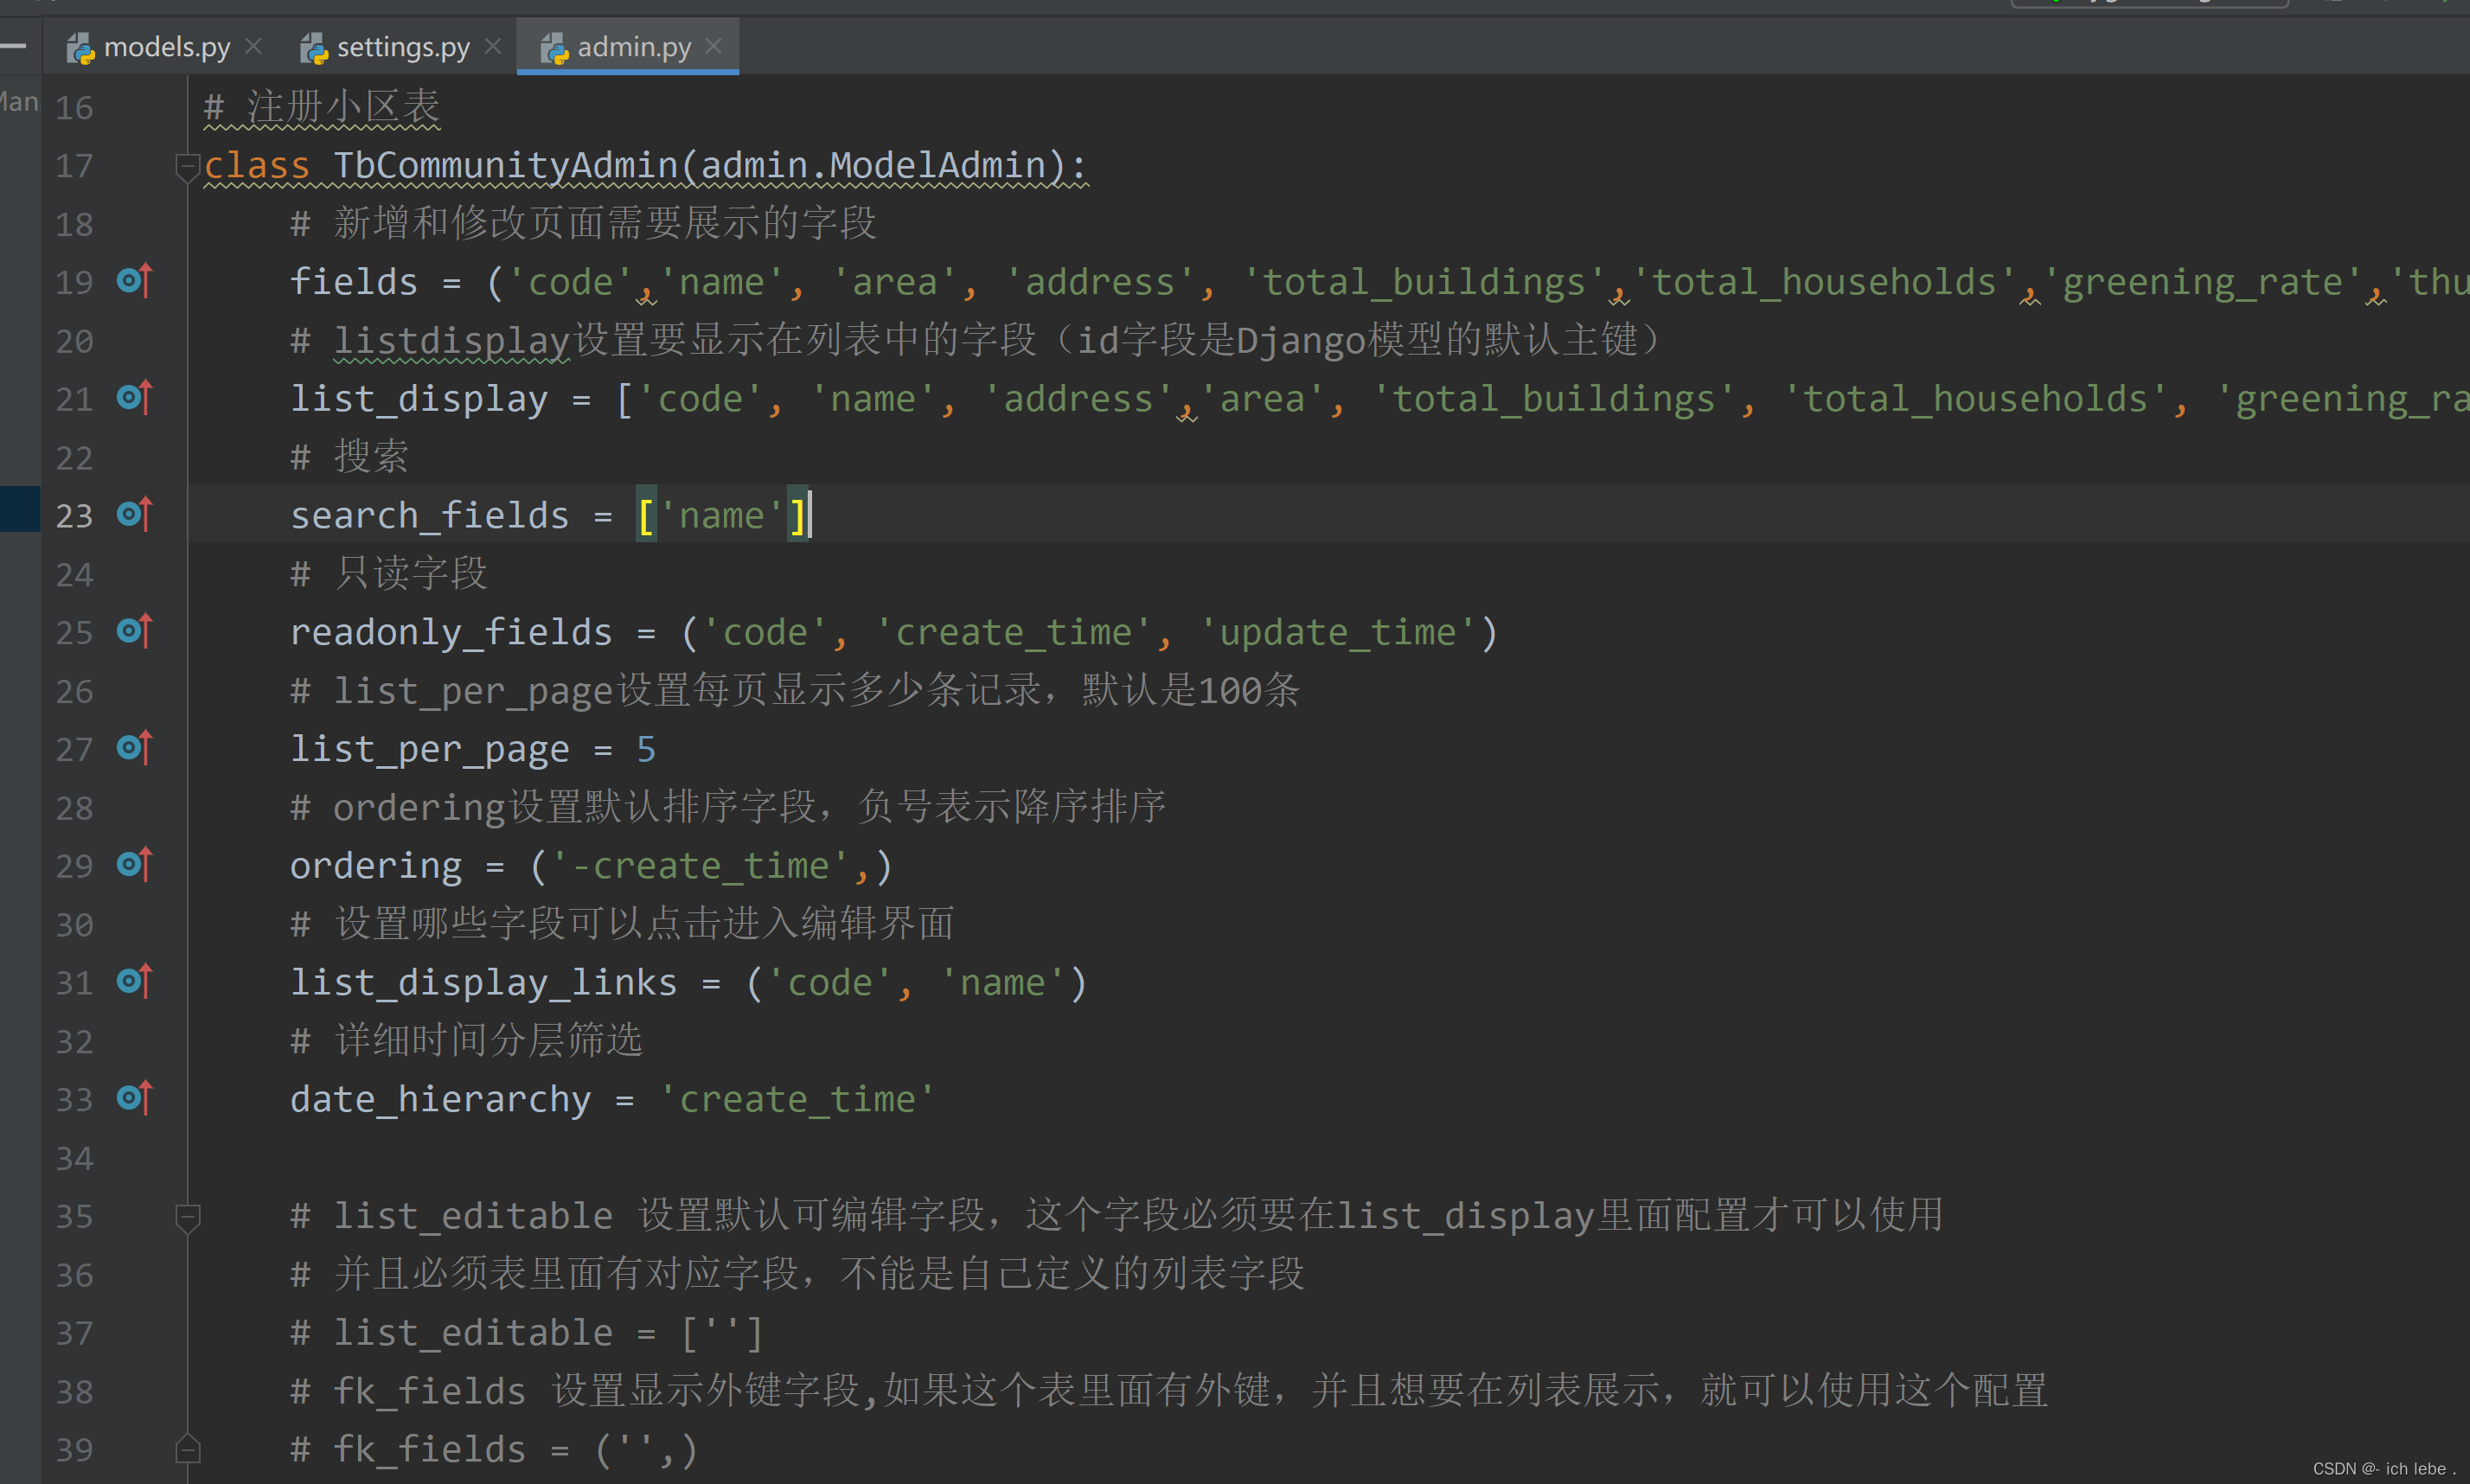 models.py settings.py admin.py
16 # 注册小区表
17 class TbCommunityAdmin(admin.ModelAdmin):
18 # 新增和修改页面需要展示的字段
19 fields = ('code','name', 'area', 'address', 'total_buildings','total_households','greening_rate','thu
20 # listdisplay设置要显示在列表中的字段（id字段是Django模型的默认主键）
21 list_display = ['code', 'name', 'address','area', 'total_buildings', 'total_households', 'greening_ra
22 # 搜索
23 search_fields = ['name']
24 # 只读字段
25 readonly_fields = ('code', 'create_time', 'update_time')
26 # list_per_page设置每页显示多少条记录，默认是100条
27 list_per_page = 5
28 # ordering设置默认排序字段，负号表示降序排序
29 ordering = ('-create_time',)
30 # 设置哪些字段可以点击进入编辑界面
31 list_display_links = ('code', 'name')
32 # 详细时间分层筛选
33 date_hierarchy = 'create_time'
34
35 # list_editable 设置默认可编辑字段，这个字段必须要在list_display里面配置才可以使用
36 # 并且必须表里面有对应字段，不能是自己定义的列表字段
37 # list_editable = ['']
38 # fk_fields 设置显示外键字段,如果这个表里面有外键，并且想要在列表展示，就可以使用这个配置
39 # fk_fields = ('',)
CSDN @- ich lebe .